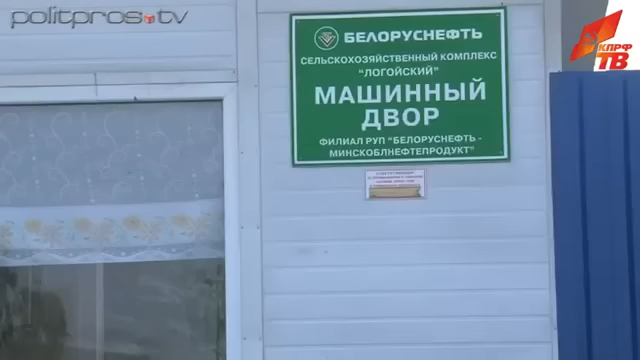 politpros.tv
КПРФ
ТВ
БЕЛОРУСНЕФТЬ
СЕЛЬСКОХОЗЯЙСТВЕННЫЙ КОМПЛЕКС
"ЛОГОЙСКИЙ"
МАШИННЫЙ
ДВОР
ФИЛИАЛ РУП "БЕЛОРУСНЕФТЬ -
МИНСКОБЛНЕФТЕПРОДУКТ"